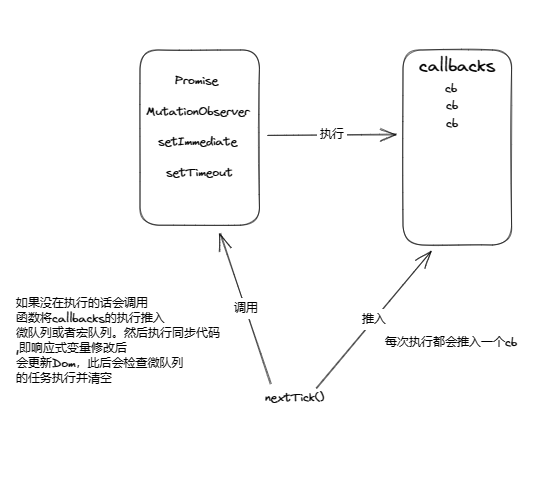 callbacks
cb
cb
cb
Promise
MutationObserver
setImmediate
setTimeout
执行
调用
推入
如果没在执行的话会调用
函数将callbacks的执行推入
微队列或者宏队列。然后执行同步代码
,即响应式变量修改后
会更新Dom，此后会检查微队列
的任务执行并清空
每次执行都会推入一个cb
nextTick()